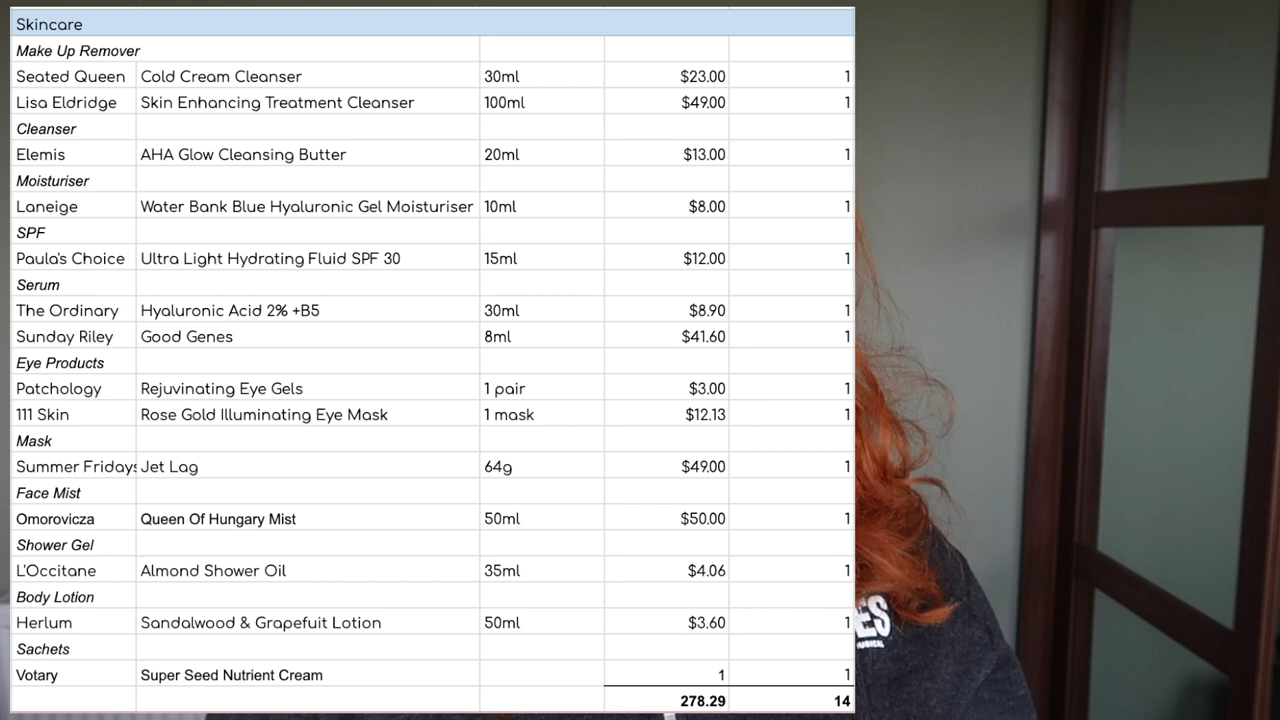 Skincare
Make Up Remover
Seated Queen Cold Cream Cleanser 30ml $23.00 1
Lisa Eldridge Skin Enhancing Treatment Cleanser 100ml $49.00 1
Cleanser
Elemis AHA Glow Cleansing Butter 20ml $13.00 1
Moisturiser
Laneige Water Bank Blue Hyaluronic Gel Moisturiser 10ml $8.00 1
SPF
Paula's Choice Ultra Light Hydrating Fluid SPF 30 15ml $12.00 1
Serum
The Ordinary Hyaluronic Acid 2% +B5 30ml $8.90 1
Sunday Riley Good Genes 8ml $41.60 1
Eye Products
Patchology Rejuvinating Eye Gels 1 pair $3.00 1
111 Skin Rose Gold Illuminating Eye Mask 1 mask $12.13 1
Mask
Summer Fridays Jet Lag 64g $49.00 1
Face Mist
Omorovicza Queen Of Hungary Mist 50ml $50.00 1
Shower Gel
L'Occitane Almond Shower Oil 35ml $4.06 1
Body Lotion
Herlum Sandalwood & Grapefuit Lotion 50ml $3.60 1
Sachets
Votary Super Seed Nutrient Cream 1 1
278.29 14